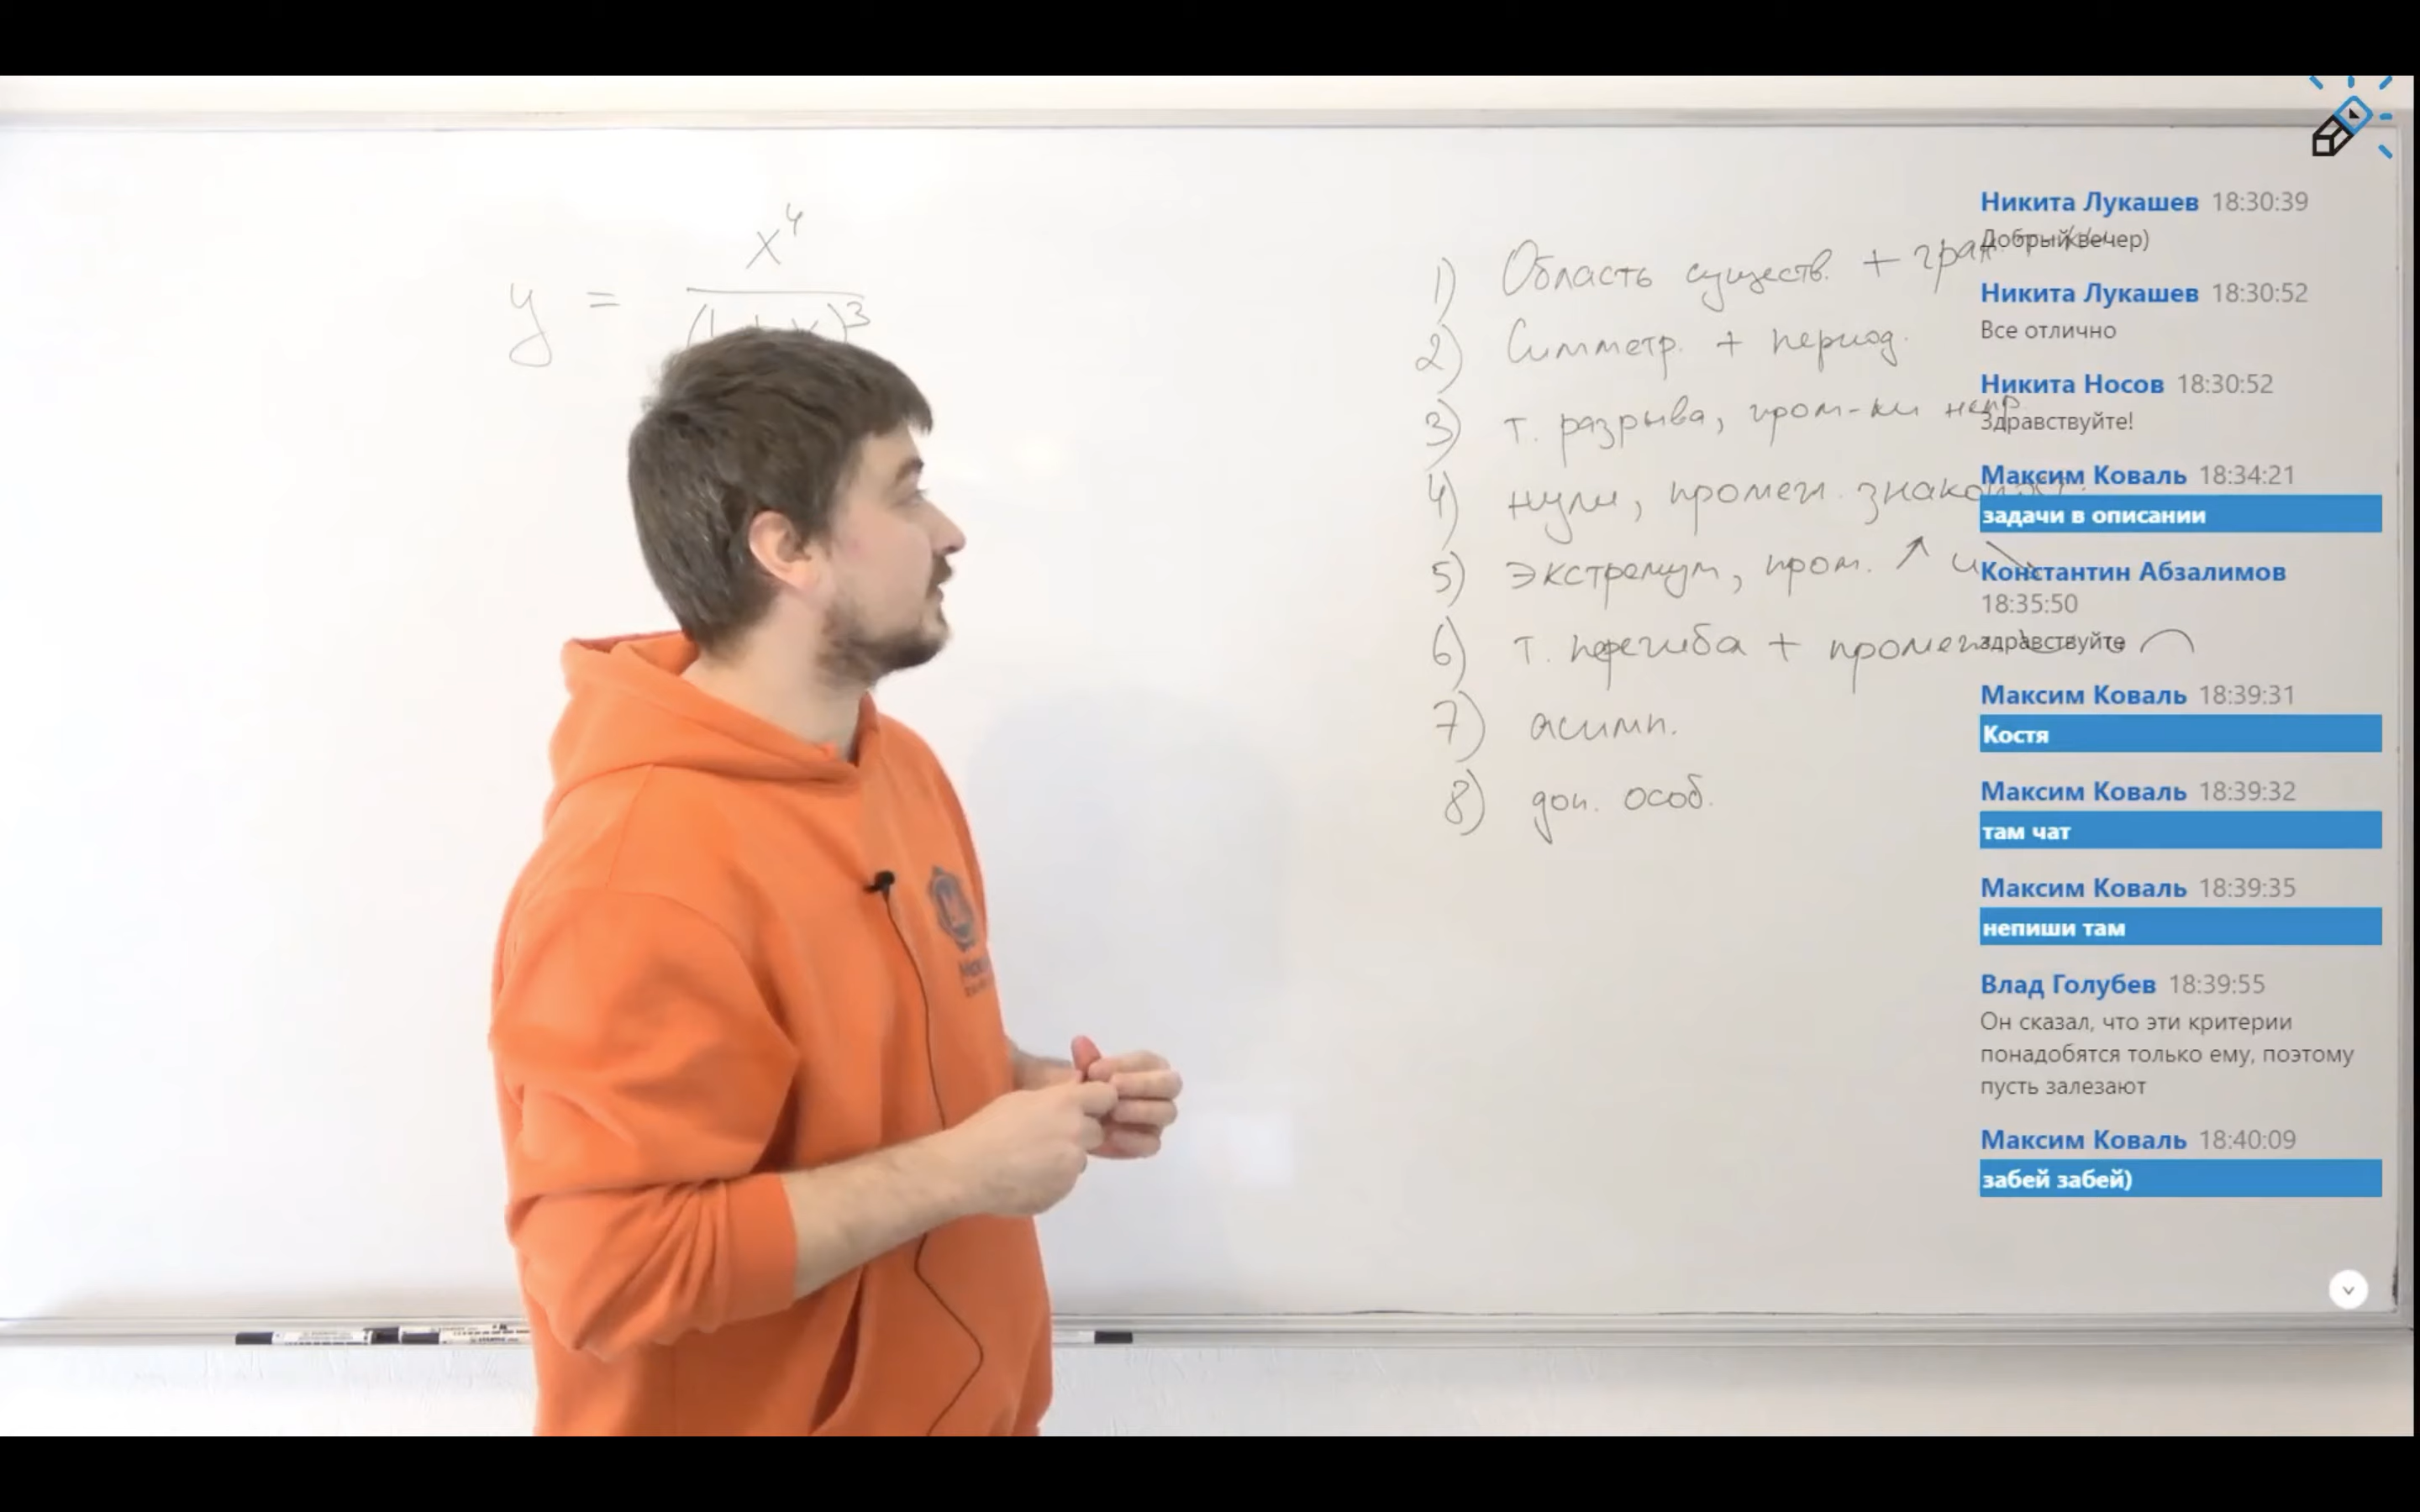 y = x⁴
(1 + x)³
1) Область существ. + гран
2) Симметр. + период.
3) т. разрыва, пром-ки непр
4) нули, промеж. знакопост.
5) экстремум, пром. ↗ и ↘
6) т. перегиба + промеж
7) асимп.
8) доп. особ.
Никита Лукашев 18:30:39
Добрый вечер)
Никита Лукашев 18:30:52
Все отлично
Никита Носов 18:30:52
Здравствуйте!
Максим Коваль 18:34:21
задачи в описании
Константин Абзалимов
18:35:50
здравствуйте
Максим Коваль 18:39:31
Костя
Максим Коваль 18:39:32
там чат
Максим Коваль 18:39:35
непиши там
Влад Голубев 18:39:55
Он сказал, что эти критерии
понадобятся только ему, поэтому
пусть залезают
Максим Коваль 18:40:09
забей забей)